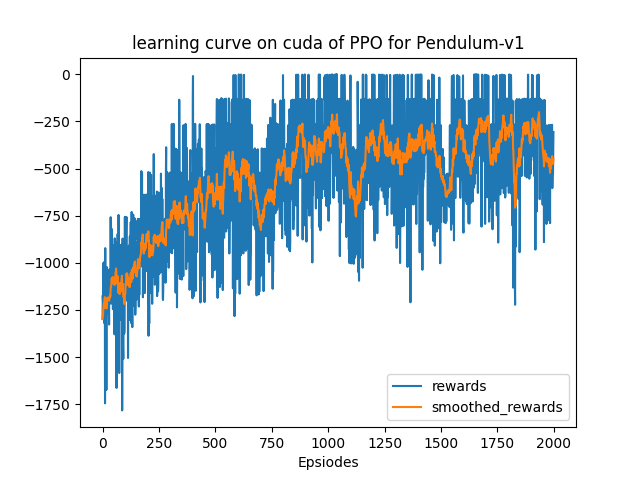 learning curve on cuda of PPO for Pendulum-v1
0
−250
−500
−750
−1000
−1250
−1500
−1750
rewards
smoothed_rewards
0 250 500 750 1000 1250 1500 1750 2000
Epsiodes